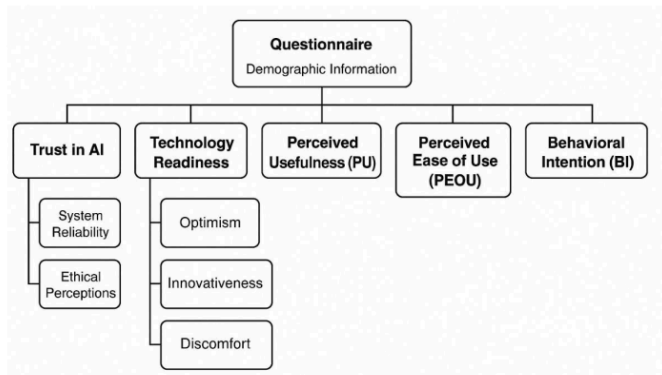 Questionnaire
Demographic Information
Trust in AI
Technology
Readiness
Perceived
Usefulness (PU)
Perceived
Ease of Use
(PEOU)
Behavioral
Intention (BI)
System
Reliability
Ethical
Perceptions
Optimism
Innovativeness
Discomfort